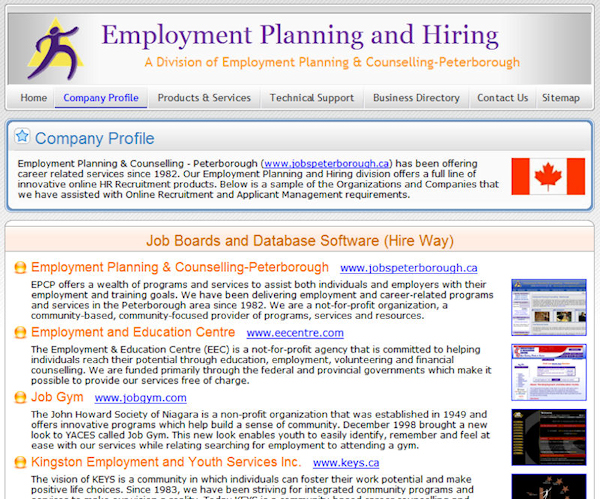 Employment Planning and Hiring
A Division of Employment Planning & Counselling-Peterborough
Home Company Profile Products & Services Technical Support Business Directory Contact Us Sitemap
Company Profile
Employment Planning & Counselling - Peterborough (www.jobspeterborough.ca) has been offering
career related services since 1982. Our Employment Planning and Hiring division offers a full line of
innovative online HR Recruitment products. Below is a sample of the Organizations and Companies that
we have assisted with Online Recruitment and Applicant Management requirements.
Job Boards and Database Software (Hire Way)
Employment Planning & Counselling-Peterborough www.jobspeterborough.ca
EPCP offers a wealth of programs and services to assist both individuals and employers with their
employment and training goals. We have been delivering employment and career-related programs
and services in the Peterborough area since 1982. We are a not-for-profit organization, a
community-based, community-focused provider of programs, services and resources.
Employment and Education Centre www.eecentre.com
The Employment & Education Centre (EEC) is a not-for-profit agency that is committed to helping
individuals reach their potential through education, employment, volunteering and financial
counselling. We are funded primarily through the federal and provincial governments which make it
possible to provide our services free of charge.
Job Gym www.jobgym.com
The John Howard Society of Niagara is a non-profit organization that was established in 1949 and
offers innovative programs which help build a sense of community. December 1998 brought a new
look to YACES called Job Gym. This new look enables youth to easily identify, remember and feel at
ease with our services while relating searching for employment to attending a gym.
Kingston Employment and Youth Services Inc. www.keys.ca
The vision of KEYS is a community in which individuals can foster their work potential and make
positive life choices. Since 1983, we have been striving for integrated community programs and